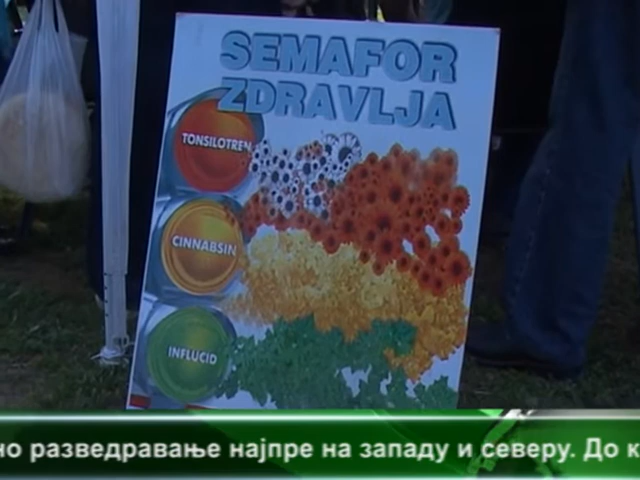 SEMAFOR
ZDRAVLJA
TONSILOTREN
CINNABSIN
INFLUCID
разведравање најпре на западу и северу. До